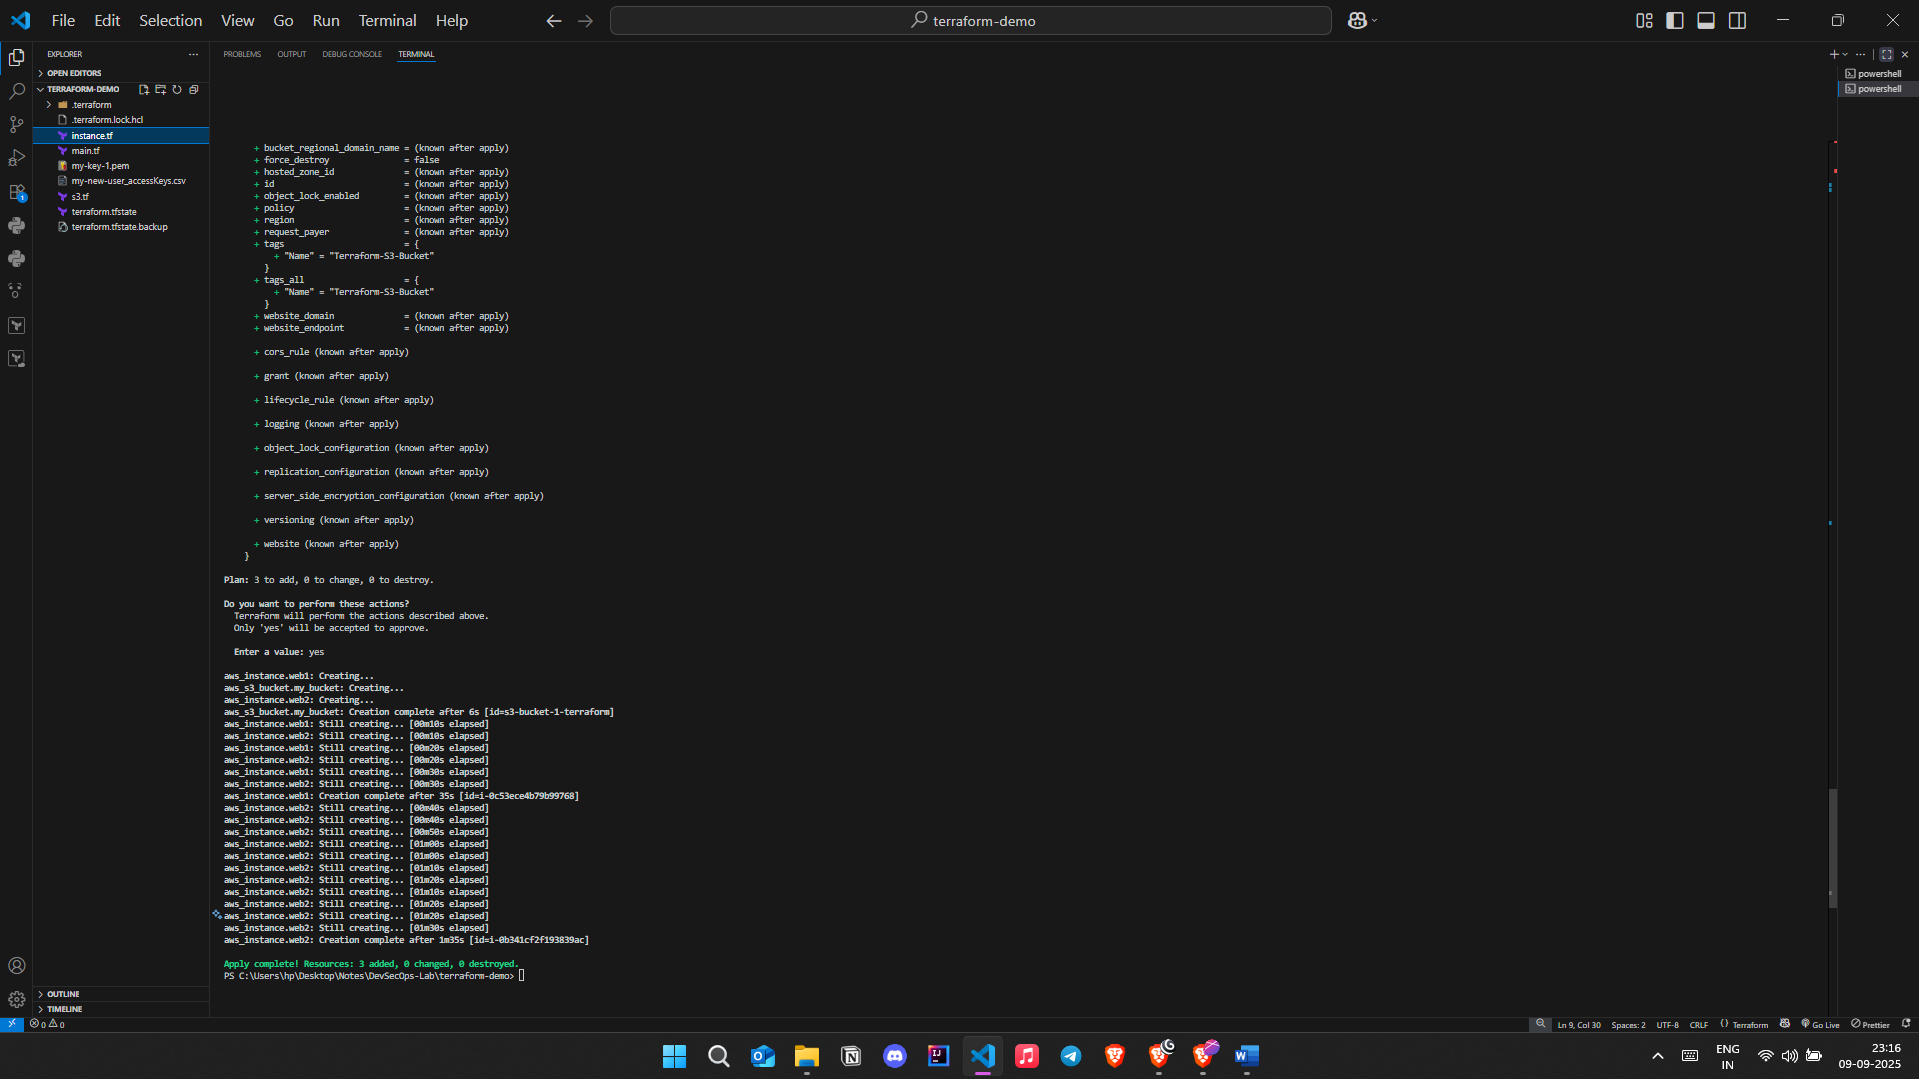 File Edit Selection View Go Run Terminal Help
terraform-demo
EXPLORER
OPEN EDITORS
TERRAFORM-DEMO
.terraform
.terraform.lock.hcl
instance.tf
main.tf
my-key-1.pem
my-new-user_accessKeys.csv
s3.tf
terraform.tfstate
terraform.tfstate.backup
OUTLINE
TIMELINE
PROBLEMS OUTPUT DEBUG CONSOLE TERMINAL
powershell
powershell
+ bucket_regional_domain_name = (known after apply)
+ force_destroy = false
+ hosted_zone_id = (known after apply)
+ id = (known after apply)
+ object_lock_enabled = (known after apply)
+ policy = (known after apply)
+ region = (known after apply)
+ request_payer = (known after apply)
+ tags = {
+ "Name" = "Terraform-S3-Bucket"
}
+ tags_all = {
+ "Name" = "Terraform-S3-Bucket"
}
+ website_domain = (known after apply)
+ website_endpoint = (known after apply)
+ cors_rule (known after apply)
+ grant (known after apply)
+ lifecycle_rule (known after apply)
+ logging (known after apply)
+ object_lock_configuration (known after apply)
+ replication_configuration (known after apply)
+ server_side_encryption_configuration (known after apply)
+ versioning (known after apply)
+ website (known after apply)
}
Plan: 3 to add, 0 to change, 0 to destroy.
Do you want to perform these actions?
Terraform will perform the actions described above.
Only 'yes' will be accepted to approve.
Enter a value: yes
aws_instance.web1: Creating...
aws_s3_bucket.my_bucket: Creating...
aws_instance.web2: Creating...
aws_s3_bucket.my_bucket: Creation complete after 6s [id=s3-bucket-1-terraform]
aws_instance.web1: Still creating... [00m10s elapsed]
aws_instance.web2: Still creating... [00m10s elapsed]
aws_instance.web1: Still creating... [00m20s elapsed]
aws_instance.web2: Still creating... [00m20s elapsed]
aws_instance.web1: Still creating... [00m30s elapsed]
aws_instance.web2: Still creating... [00m30s elapsed]
aws_instance.web1: Creation complete after 35s [id=i-0c53ece4b79b99768]
aws_instance.web2: Still creating... [00m40s elapsed]
aws_instance.web2: Still creating... [00m40s elapsed]
aws_instance.web2: Still creating... [00m50s elapsed]
aws_instance.web2: Still creating... [01m00s elapsed]
aws_instance.web2: Still creating... [01m00s elapsed]
aws_instance.web2: Still creating... [01m10s elapsed]
aws_instance.web2: Still creating... [01m20s elapsed]
aws_instance.web2: Still creating... [01m10s elapsed]
aws_instance.web2: Still creating... [01m20s elapsed]
aws_instance.web2: Still creating... [01m20s elapsed]
aws_instance.web2: Still creating... [01m30s elapsed]
aws_instance.web2: Creation complete after 1m35s [id=i-0b341cf2f193839ac]
Apply complete! Resources: 3 added, 0 changed, 0 destroyed.
PS C:\Users\hp\Desktop\Notes\DevSecOps-Lab\terraform-demo>
0 0
Ln 9, Col 30 Spaces: 2 UTF-8 CRLF {} Terraform Go Live Prettier
ENG
IN
23:16
09-09-2025